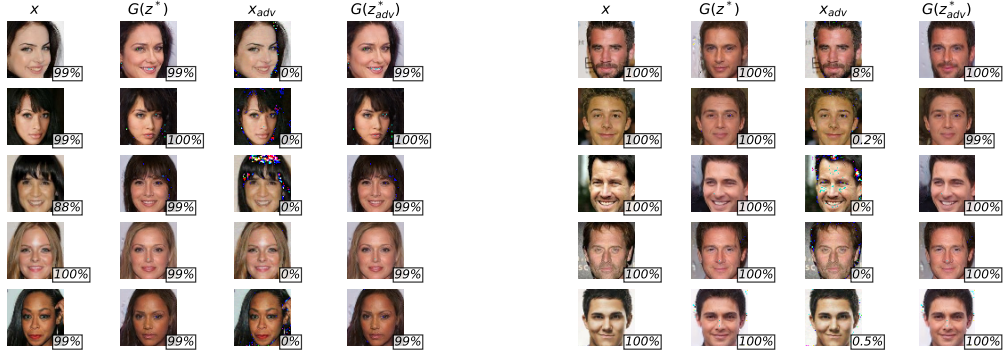 x G(z*) x_adv G(z*_adv) x G(z*) x_adv G(z*_adv)
99% 99% 0% 99% 100% 100% 8% 100%
99% 100% 0% 100% 100% 100% 0.2% 99%
88% 99% 0% 99% 100% 100% 0% 100%
100% 99% 0% 99% 100% 100% 0% 100%
99% 99% 0% 99% 100% 100% 0.5% 100%